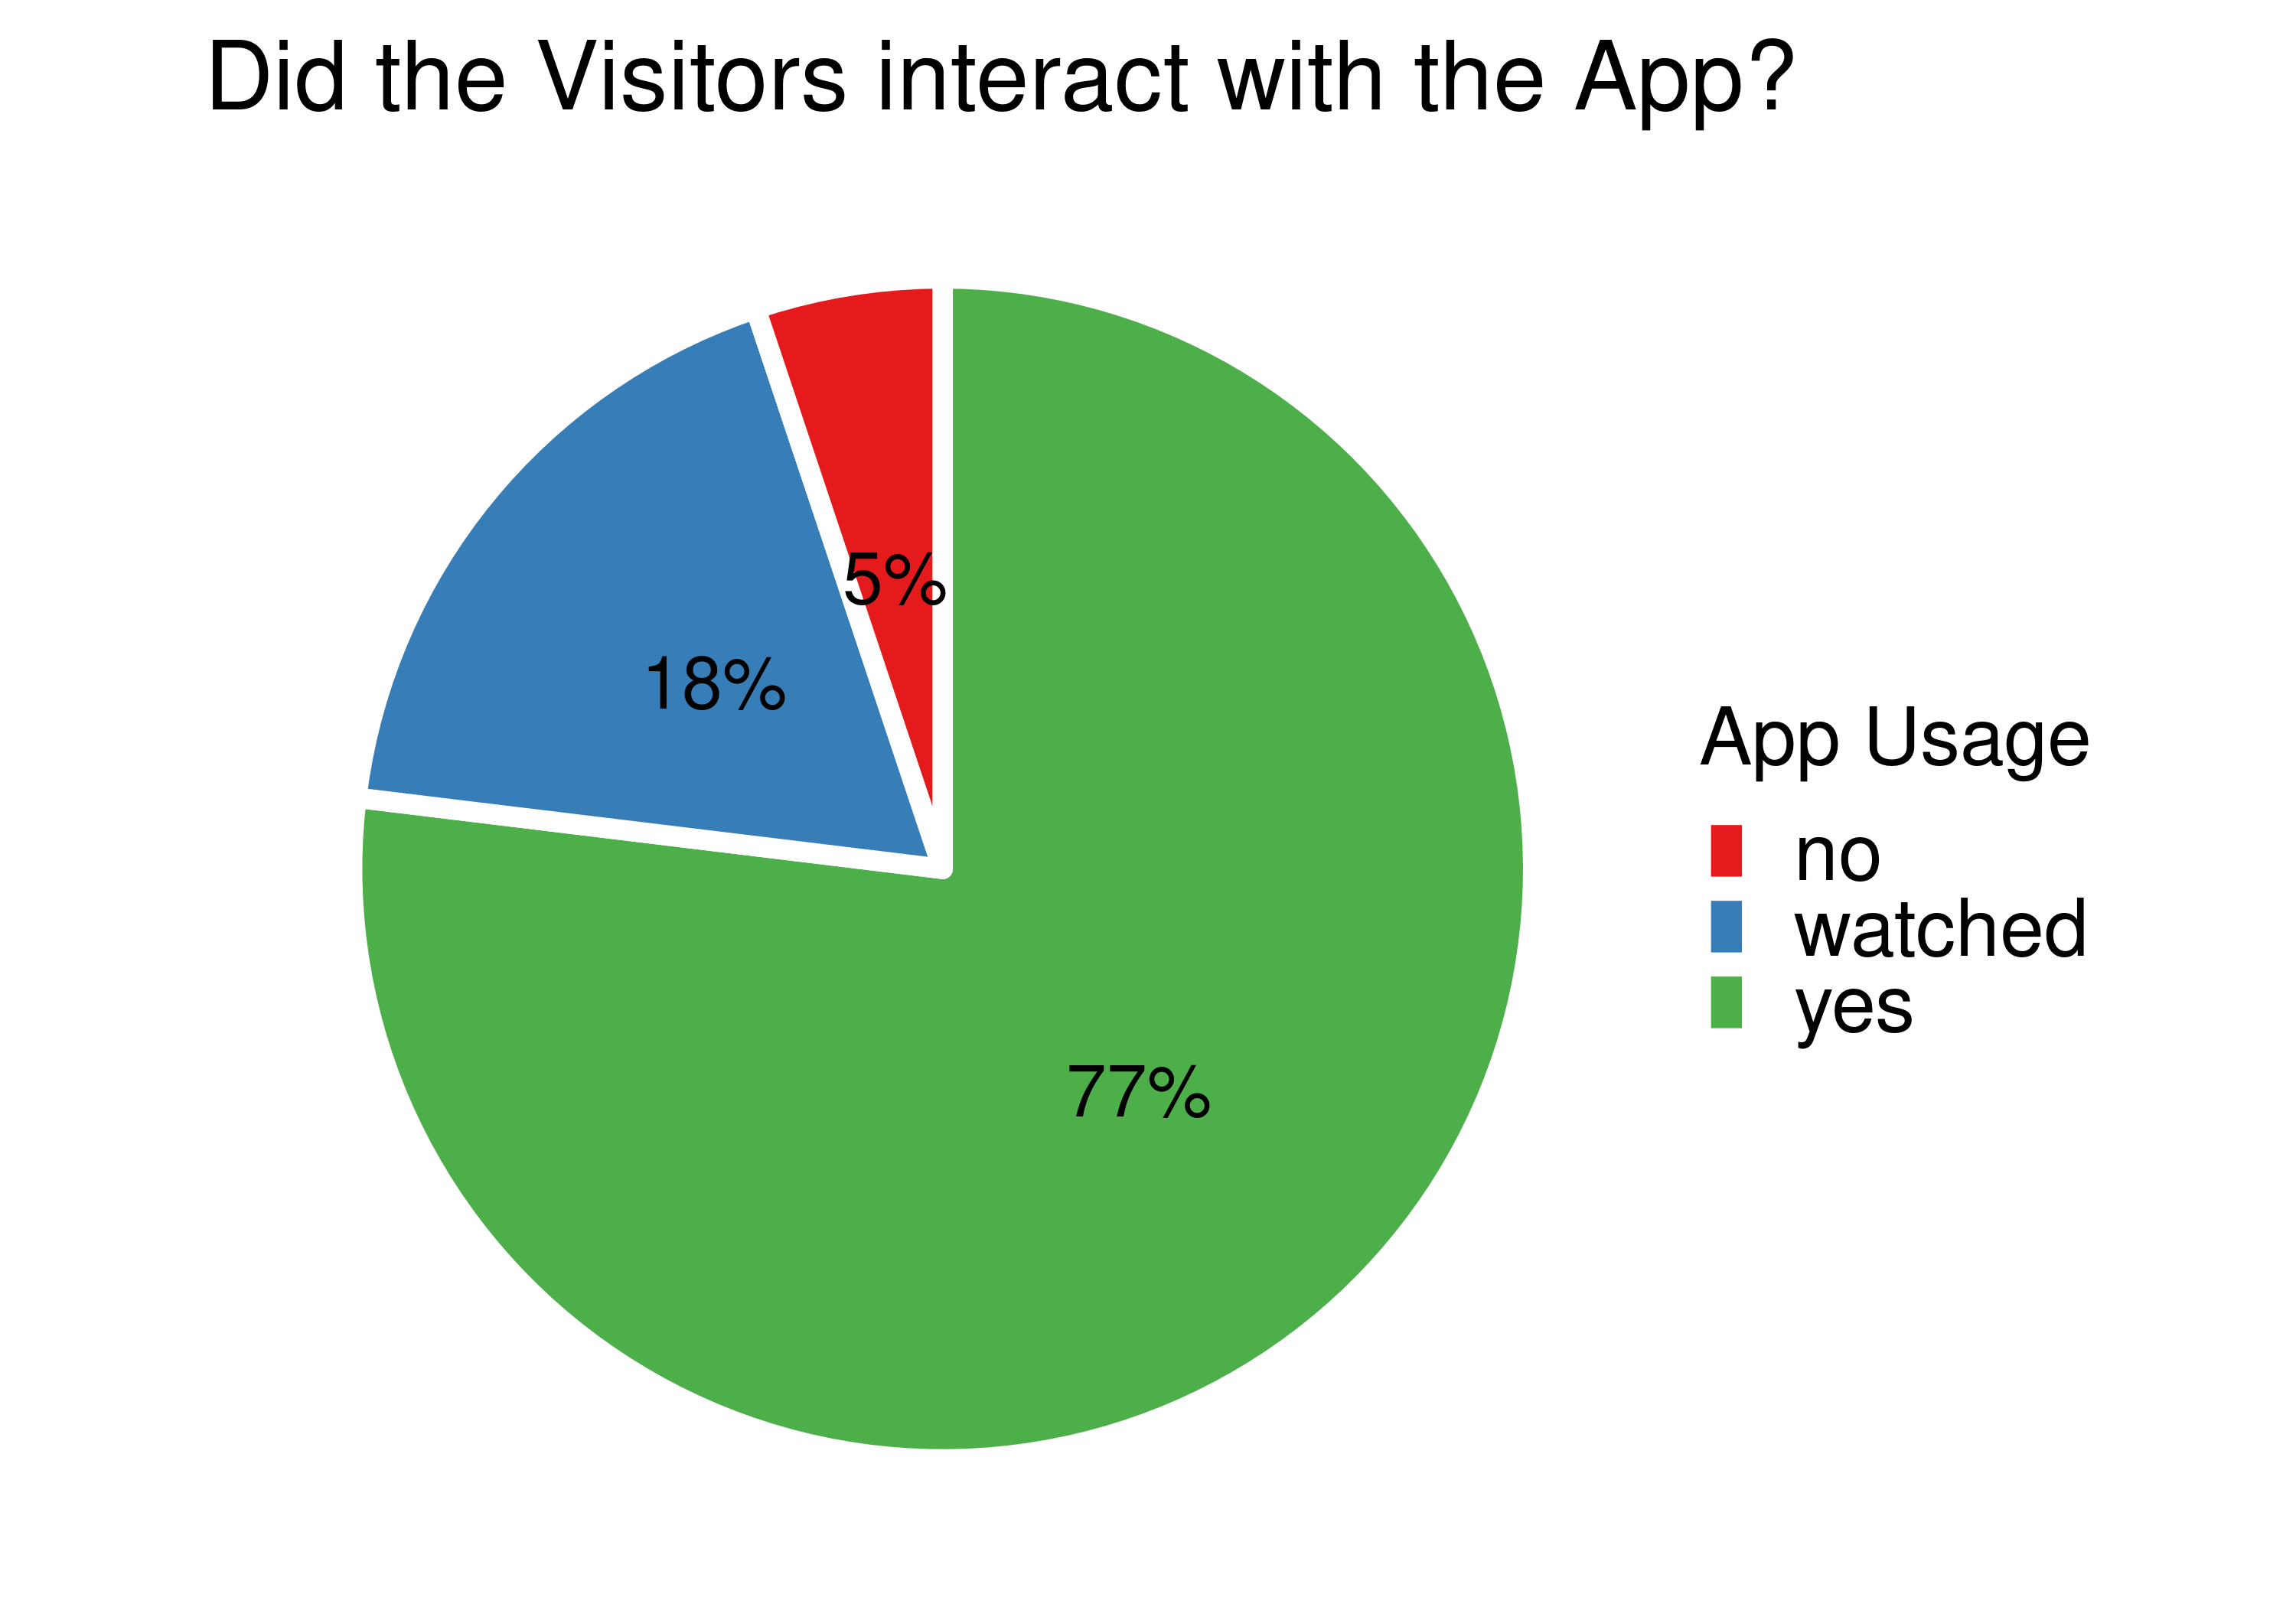 Did the Visitors interact with the App?
5%
18%
77%
App Usage
no
watched
yes